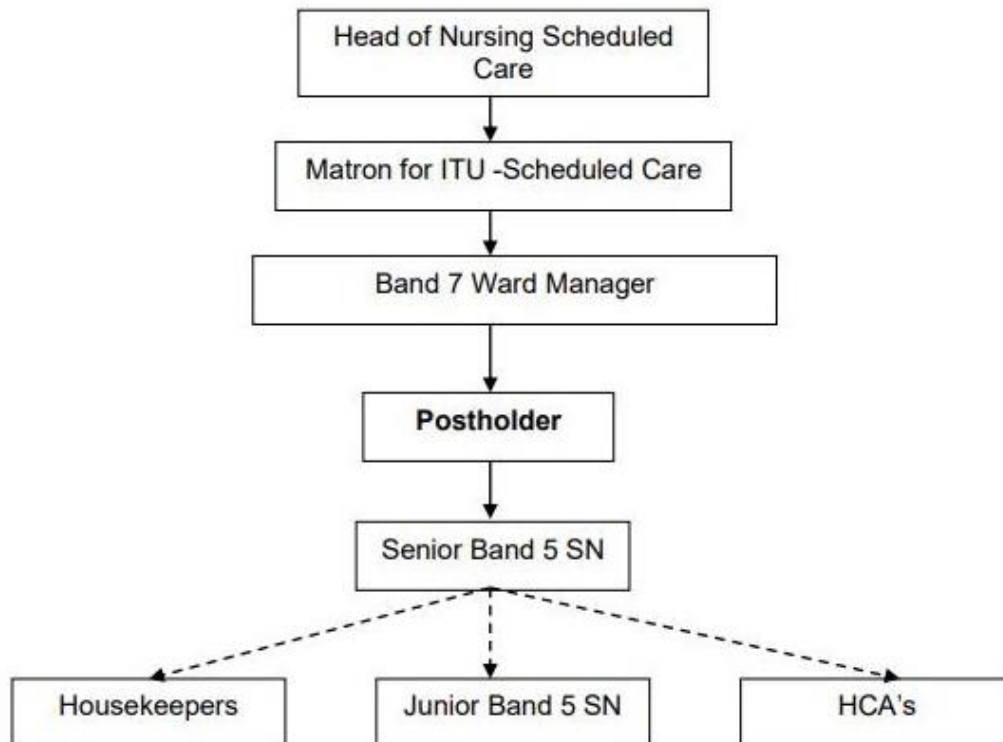 Head of Nursing Scheduled
Care
Matron for ITU -Scheduled Care
Band 7 Ward Manager
Postholder
Senior Band 5 SN
Housekeepers
Junior Band 5 SN
HCA's